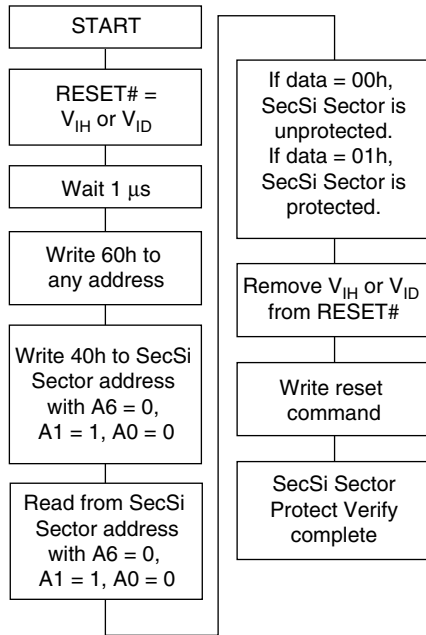 START
RESET# =
V_IH or V_ID
Wait 1 μs
Write 60h to
any address
Write 40h to SecSi
Sector address
with A6 = 0,
A1 = 1, A0 = 0
Read from SecSi
Sector address
with A6 = 0,
A1 = 1, A0 = 0
If data = 00h,
SecSi Sector is
unprotected.
If data = 01h,
SecSi Sector is
protected.
Remove V_IH or V_ID
from RESET#
Write reset
command
SecSi Sector
Protect Verify
complete